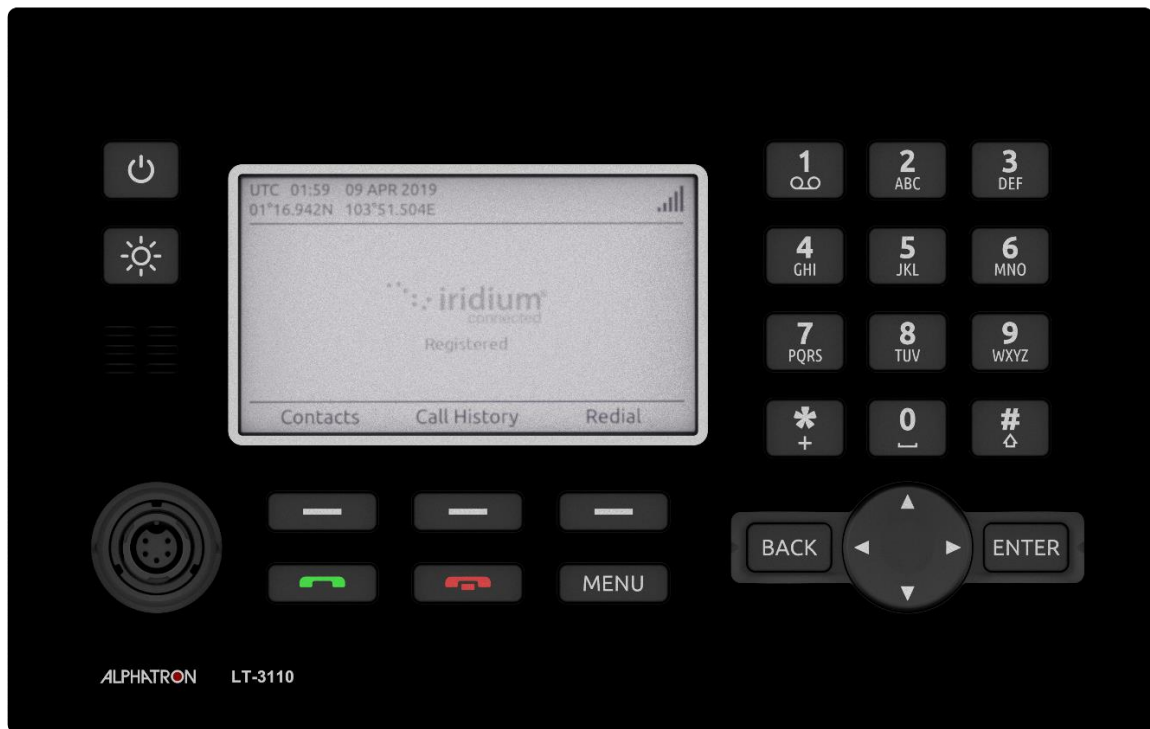 UTC 01:59 09 APR 2019
01°16.942N 103°51.504E
iridium®
connected
Registered
Contacts Call History Redial
1 2 3
ABC DEF
4 5 6
GHI JKL MNO
7 8 9
PQRS TUV WXYZ
* 0 #
+
BACK ENTER
MENU
ALPHATRON LT-3110